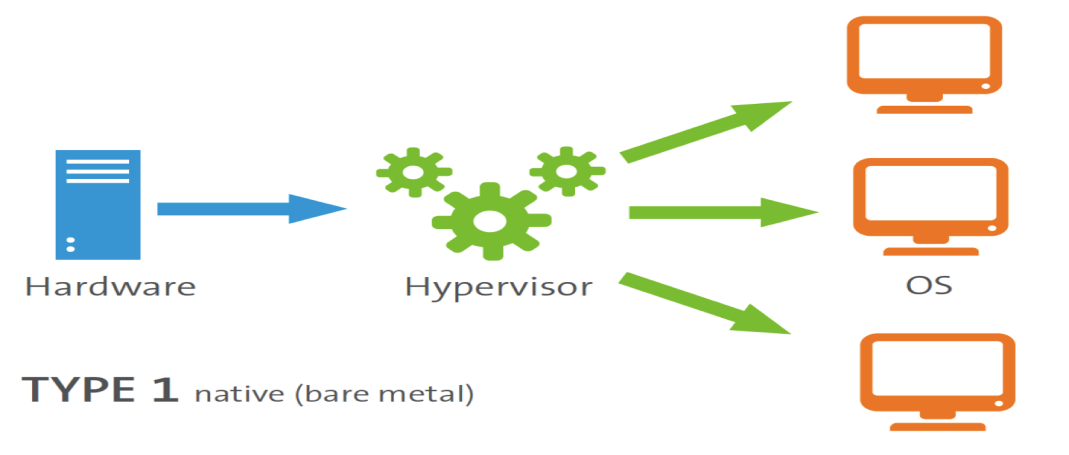 Hardware
Hypervisor
OS
TYPE 1 native (bare metal)